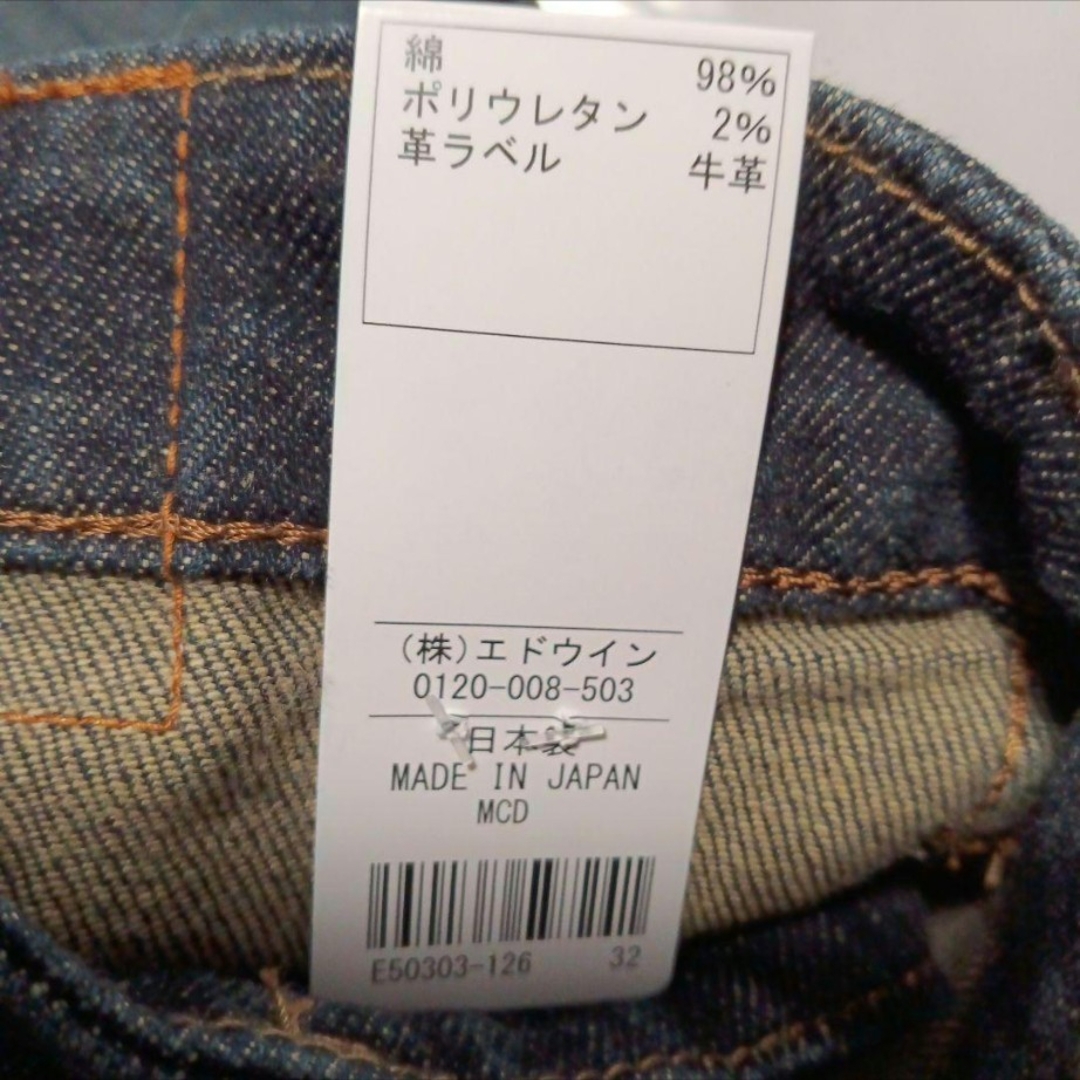 綿 98%
ポリウレタン 2%
革ラベル 牛革
(株)エドウイン
0120-008-503
日本製
MADE IN JAPAN
MCD
E50303-126 32